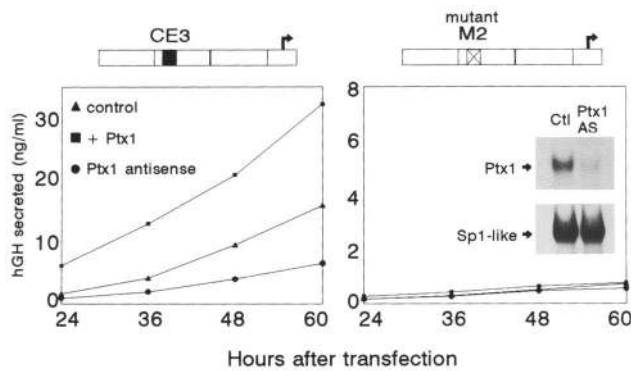 CE3
mutant
M2
hGH secreted (ng/ml)
30
20
10
0
control
+ Ptx1
Ptx1 antisense
24
36
48
60
8
6
4
2
0
Ctl
Ptx1
AS
Ptx1
Sp1-like
24
36
48
60
Hours after transfection